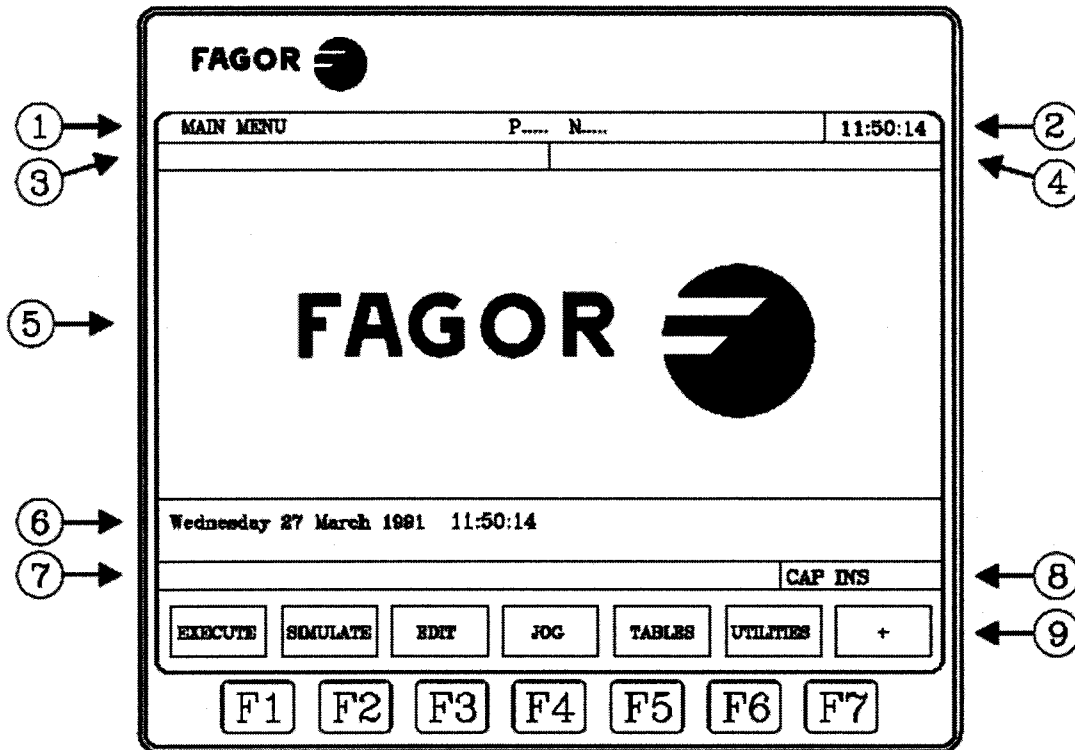 FAGOR
1 MAIN MENU P..... N..... 11:50:14 2
3 4
5 FAGOR
6 Wednesday 27 March 1991 11:50:14
7 CAP INS 8
EXECUTE SIMULATE EDIT JOG TABLES UTILITIES + 9
F1 F2 F3 F4 F5 F6 F7